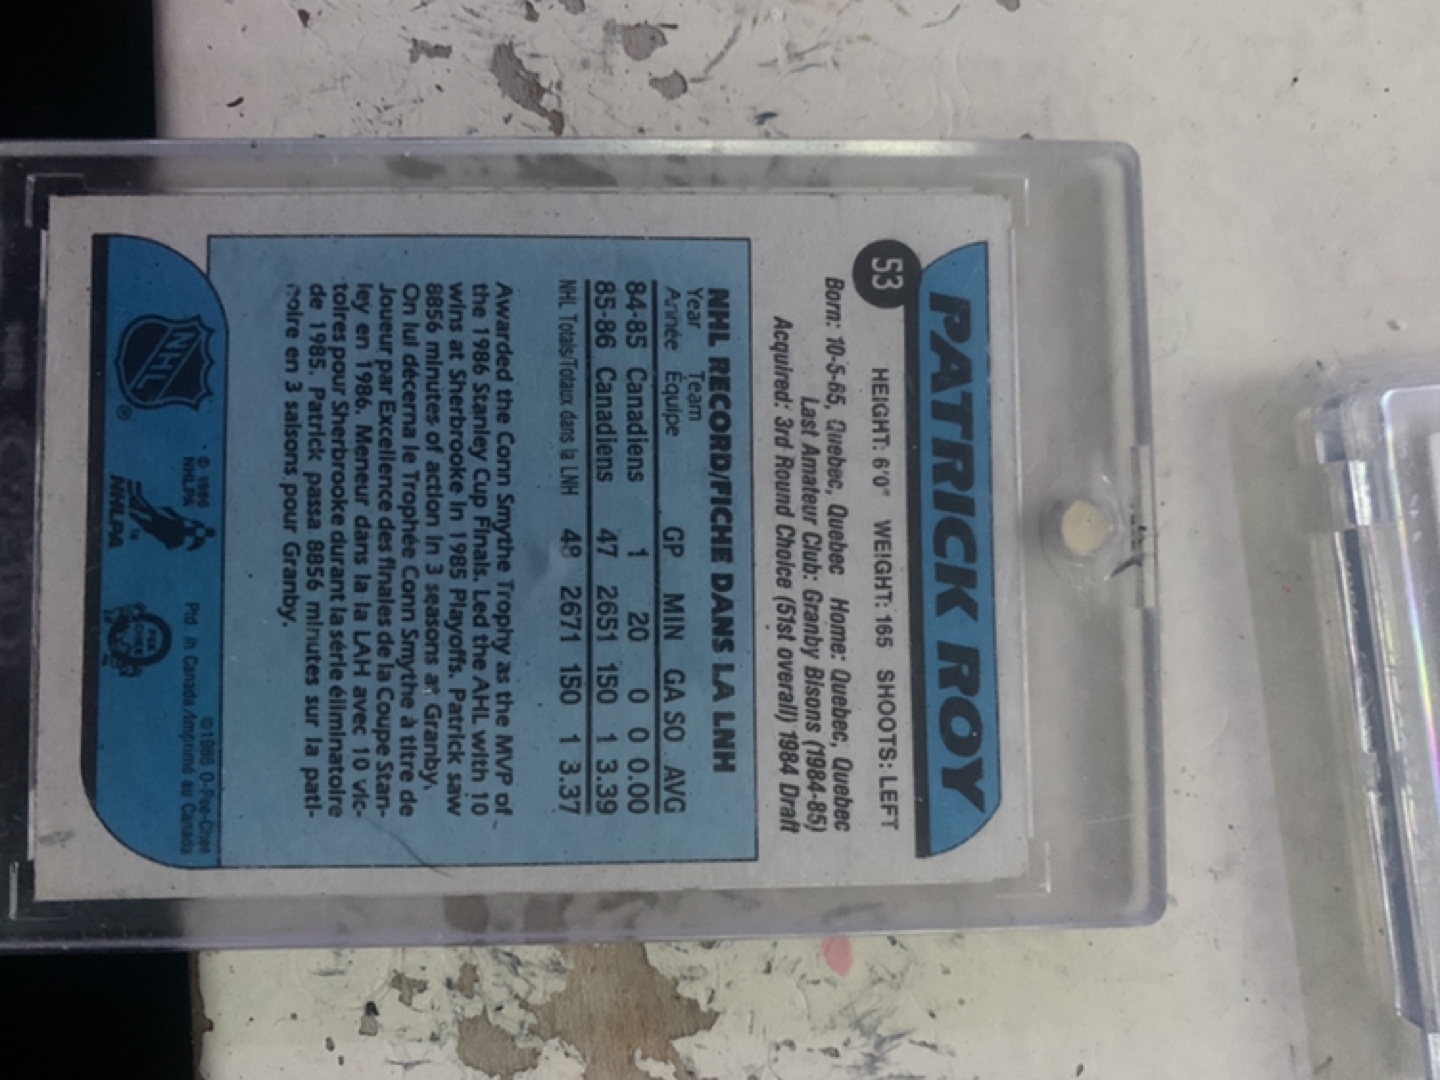 PATRICK ROY
53
HEIGHT: 6'0" WEIGHT: 165 SHOOTS: LEFT
Born: 10-5-65, Quebec, Quebec Home: Quebec, Quebec
Last Amateur Club: Granby Bisons (1984-85)
Acquired: 3rd Round Choice (51st overall) 1984 Draft
NHL RECORD/FICHE DANS LA LNH
Year Team
Année Équipe GP MIN GA SO AVG
84-85 Canadiens 1 20 0 0 0.00
85-86 Canadiens 47 2651 150 1 3.39
NHL Totals/Totaux dans la LNH 48 2671 150 1 3.37
Awarded the Conn Smythe Trophy as the MVP of
the 1986 Stanley Cup Finals. Led the AHL with 10
wins at Sherbrooke in 1985 Playoffs. Patrick saw
8856 minutes of action in 3 seasons at Granby.
On lui décerna le Trophée Conn Smythe à titre de
Joueur par Excellence des finales de la Coupe Stan-
ley en 1986. Meneur dans la la LAH avec 10 vic-
toires pour Sherbrooke durant la série éliminatoire
de 1985. Patrick passa 8856 minutes sur la pati-
noire en 3 saisons pour Granby.
©1986 O-Pee-Chee
Ptd. in Canada/Imprimé au Canada
© 1986
NHLPA
NHL
®
NHLPA